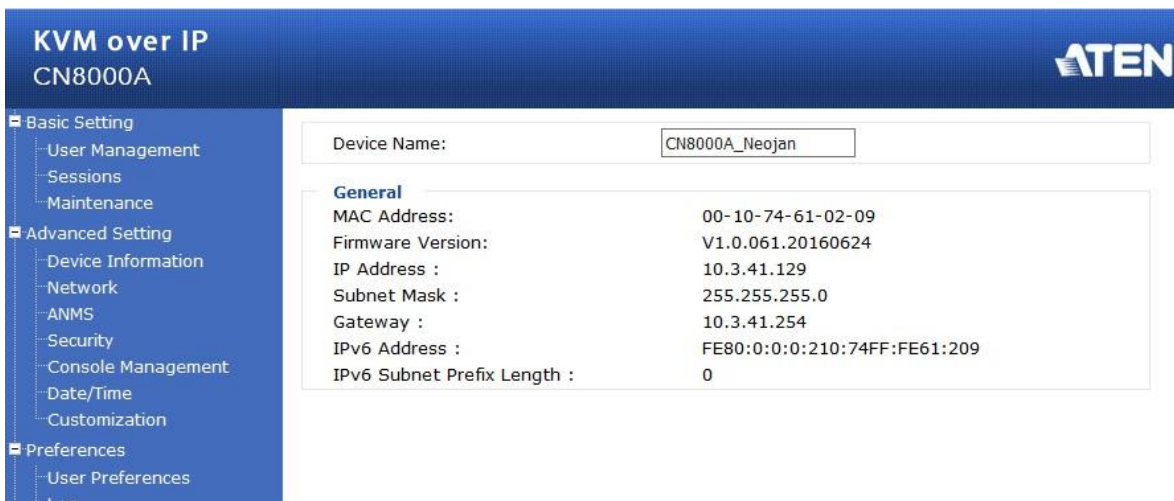 KVM over IP
CN8000A
ATEN
Basic Setting
User Management
Sessions
Maintenance
Advanced Setting
Device Information
Network
ANMS
Security
Console Management
Date/Time
Customization
Preferences
User Preferences
Device Name: CN8000A_Neojan
General
MAC Address: 00-10-74-61-02-09
Firmware Version: V1.0.061.20160624
IP Address : 10.3.41.129
Subnet Mask : 255.255.255.0
Gateway : 10.3.41.254
IPv6 Address : FE80:0:0:0:210:74FF:FE61:209
IPv6 Subnet Prefix Length : 0